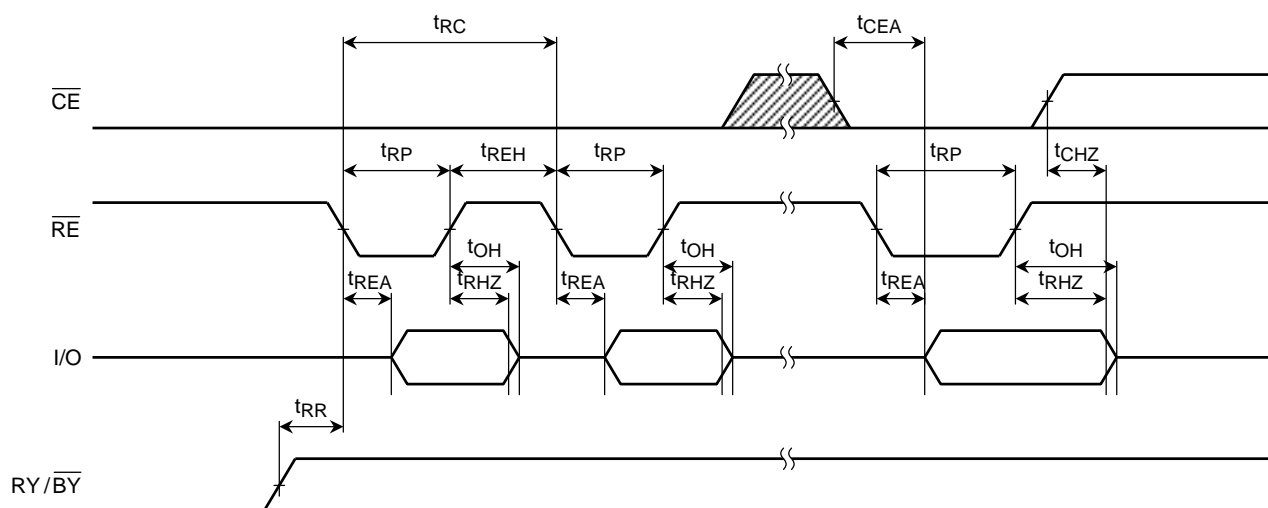 tRC
tCEA
CE
tRP
tREH
tRP
tRP
tCHZ
RE
tOH
tOH
tOH
tREA
tRHZ
tREA
tRHZ
tREA
tRHZ
I/O
tRR
RY/BY